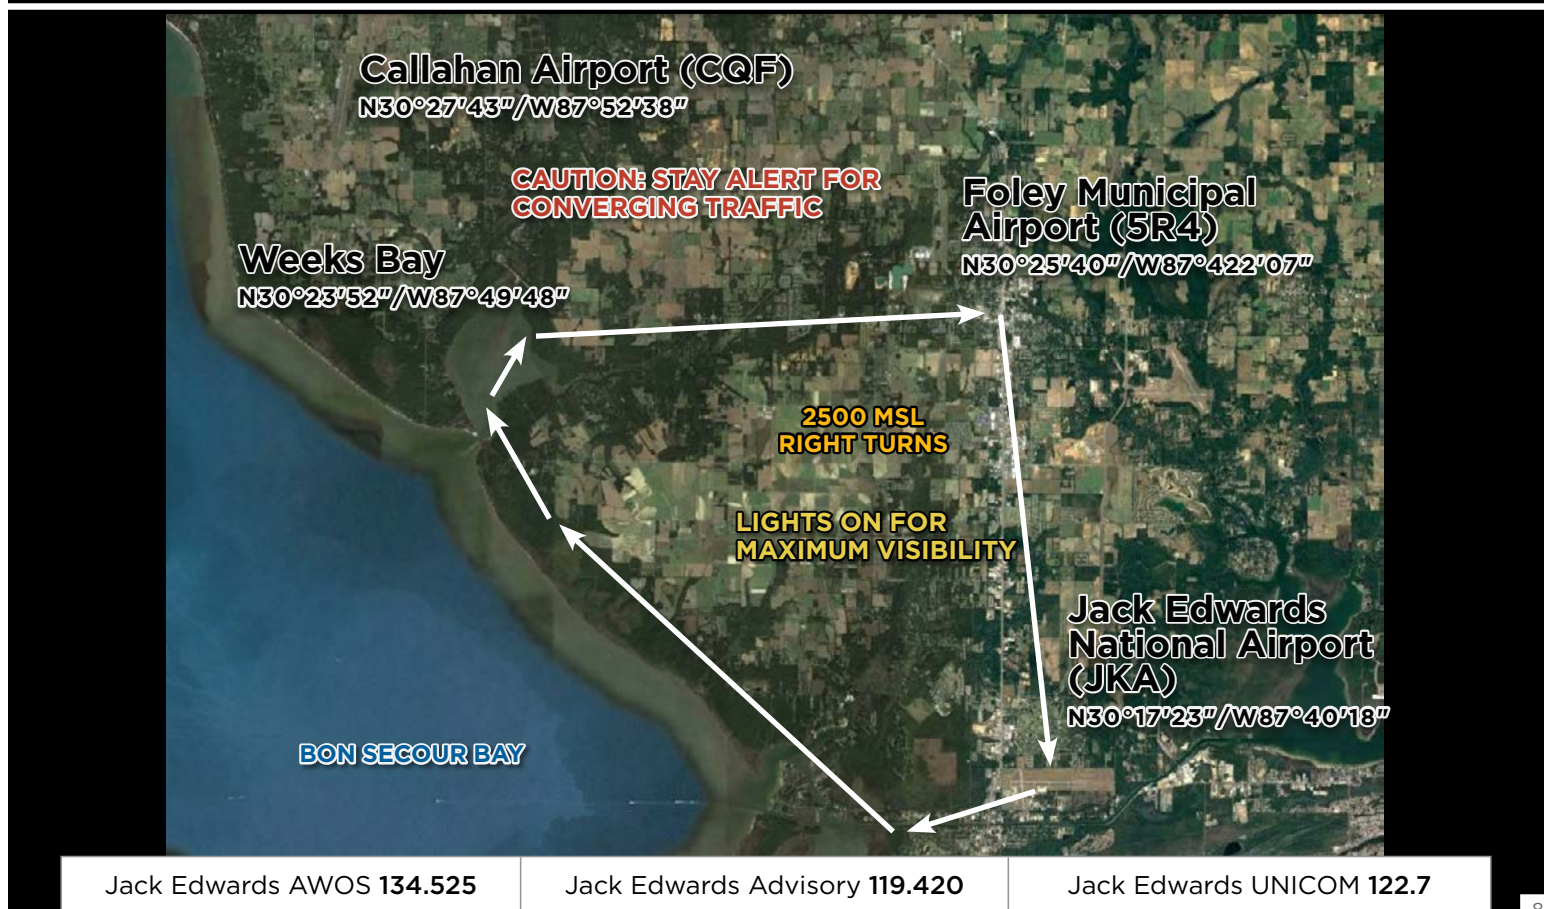 Callahan Airport (CQF)
N30°27'43"/W87°52'38"
CAUTION: STAY ALERT FOR
CONVERGING TRAFFIC
Foley Municipal
Airport (5R4)
N30°25'40"/W87°422'07"
Weeks Bay
N30°23'52"/W87°49'48"
2500 MSL
RIGHT TURNS
LIGHTS ON FOR
MAXIMUM VISIBILITY
Jack Edwards
National Airport
(JKA)
N30°17'23"/W87°40'18"
BON SECOUR BAY
Jack Edwards AWOS 134.525
Jack Edwards Advisory 119.420
Jack Edwards UNICOM 122.7